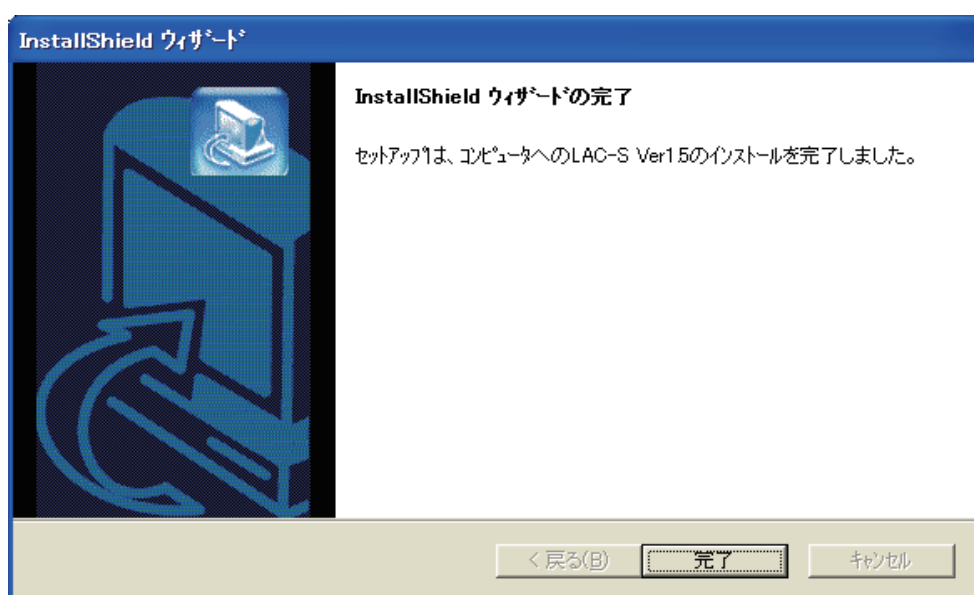 InstallShield ウィザード
InstallShield ウィザードの完了
セットアップは、コンピュータへのLAC-S Ver1.5のインストールを完了しました。
< 戻る(B)
完了
キャンセル